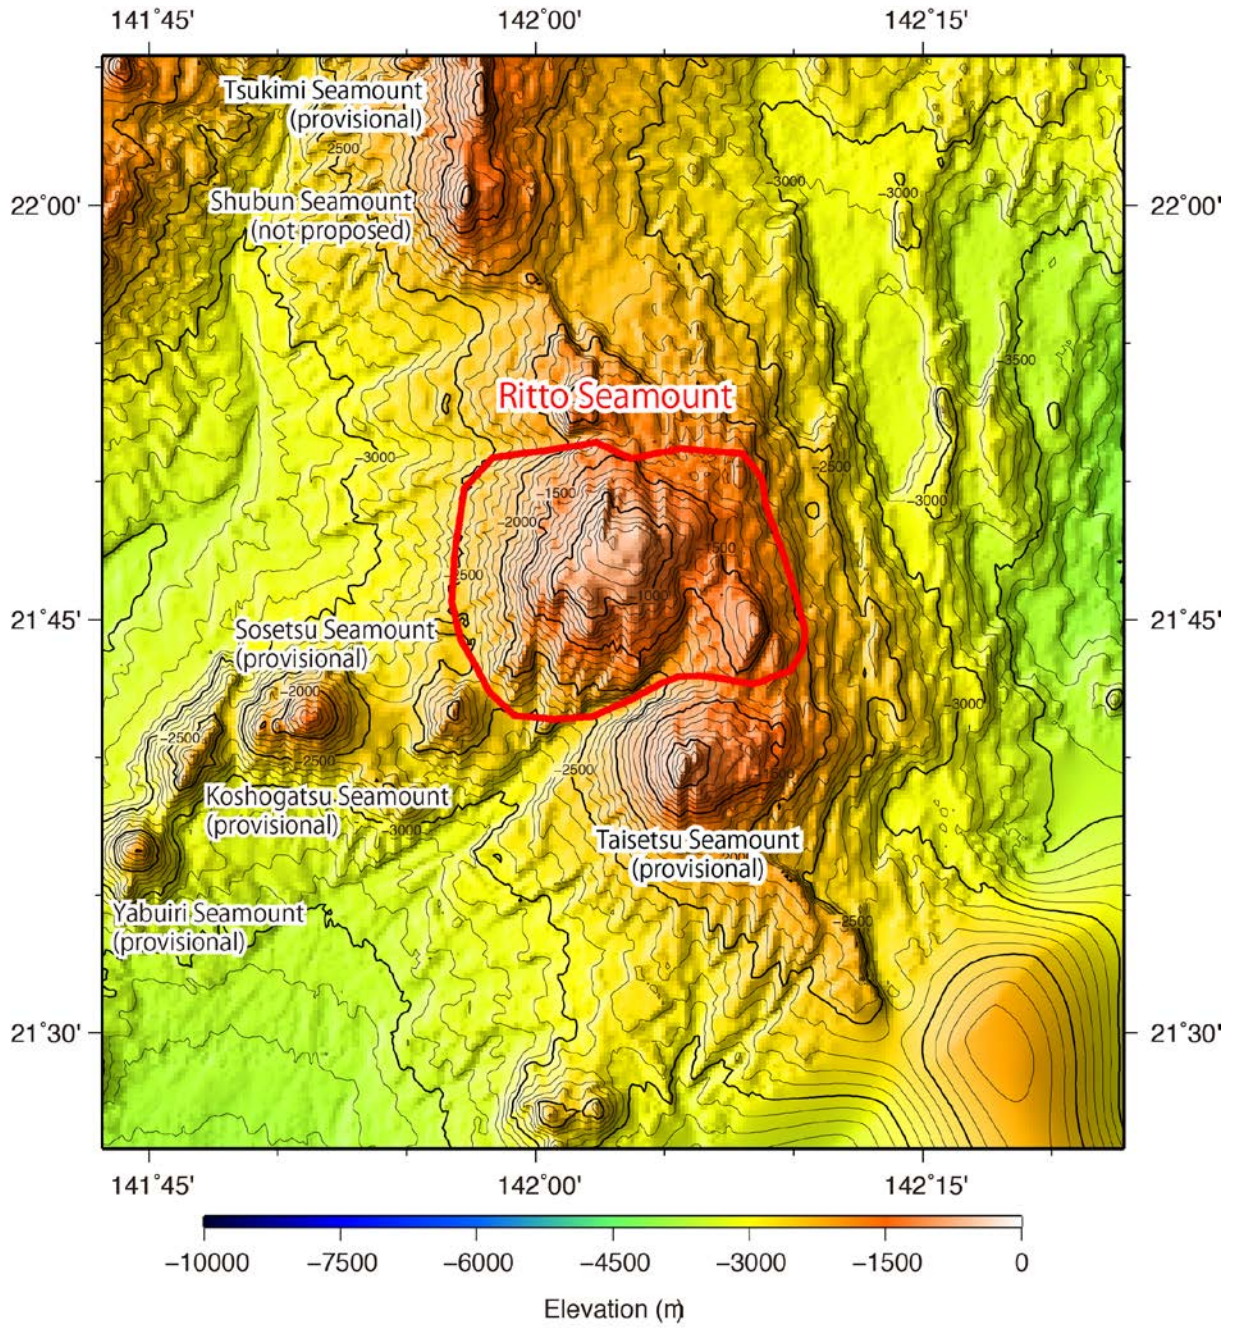 141˚45' 142˚00' 142˚15'
Tsukimi Seamount
(provisional)
−2500
−3000
−3000
22˚00' 22˚00'
Shubun Seamount
(not proposed)
−3500
Ritto Seamount
−3000
−2500
−1500
−3000
−2000
−1500
−2500
−1000
21˚45' 21˚45'
Sosetsu Seamount
(provisional)
−2000
−3000
−2500
−2500
−2500
Koshogatsu Seamount
(provisional)
−3000
Taisetsu Seamount
(provisional)
Yabuiri Seamount
(provisional)
−2500
21˚30' 21˚30'
141˚45' 142˚00' 142˚15'
−10000 −7500 −6000 −4500 −3000 −1500 0
Elevation (m)